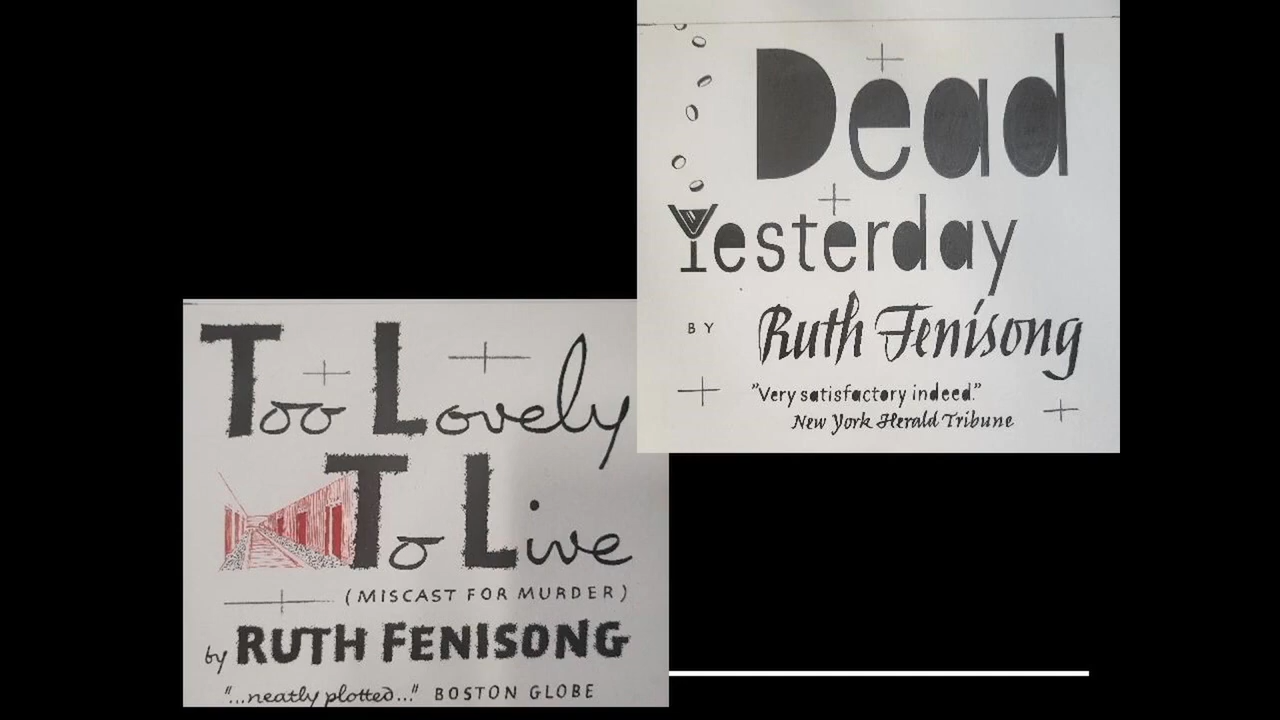 Dead
Yesterday
BY Ruth Fenisong
"Very satisfactory indeed."
New York Herald Tribune
Too Lovely
To Live
(MISCAST FOR MURDER)
by RUTH FENISONG
"...neatly plotted..." BOSTON GLOBE